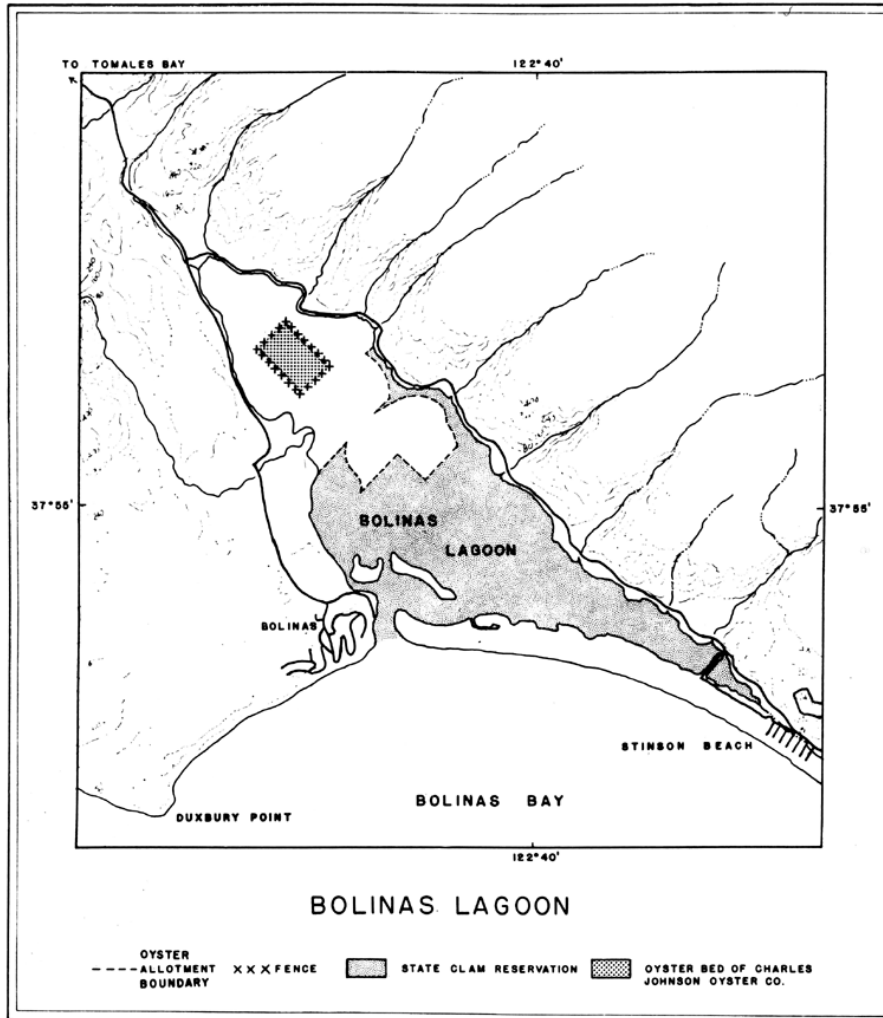 TO TOMALES BAY
122°40'
37°55'
37°55'
BOLINAS
LAGOON
BOLINAS
STINSON BEACH
BOLINAS BAY
DUXBURY POINT
122°40'
BOLINAS LAGOON
OYSTER
ALLOTMENT
BOUNDARY
XXX FENCE
STATE CLAM RESERVATION
OYSTER BED OF CHARLES
JOHNSON OYSTER CO.